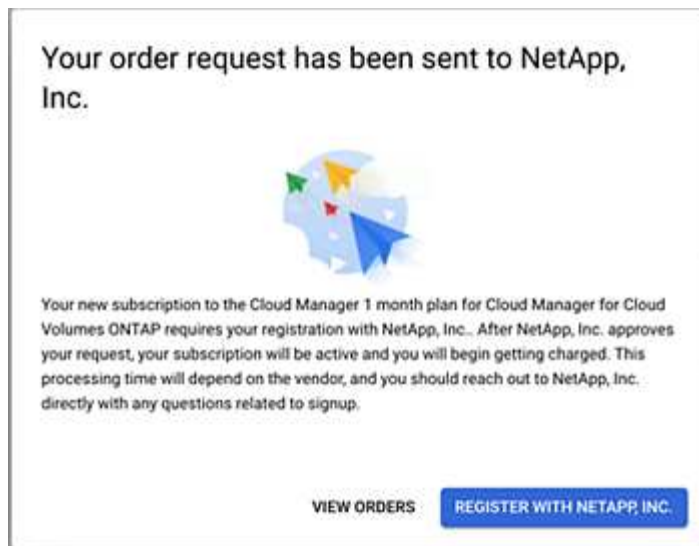 Your order request has been sent to NetApp,
Inc.
Your new subscription to the Cloud Manager 1 month plan for Cloud Manager for Cloud
Volumes ONTAP requires your registration with NetApp, Inc.. After NetApp, Inc. approves
your request, your subscription will be active and you will begin getting charged. This
processing time will depend on the vendor, and you should reach out to NetApp, Inc.
directly with any questions related to signup.
VIEW ORDERS
REGISTER WITH NETAPP, INC.